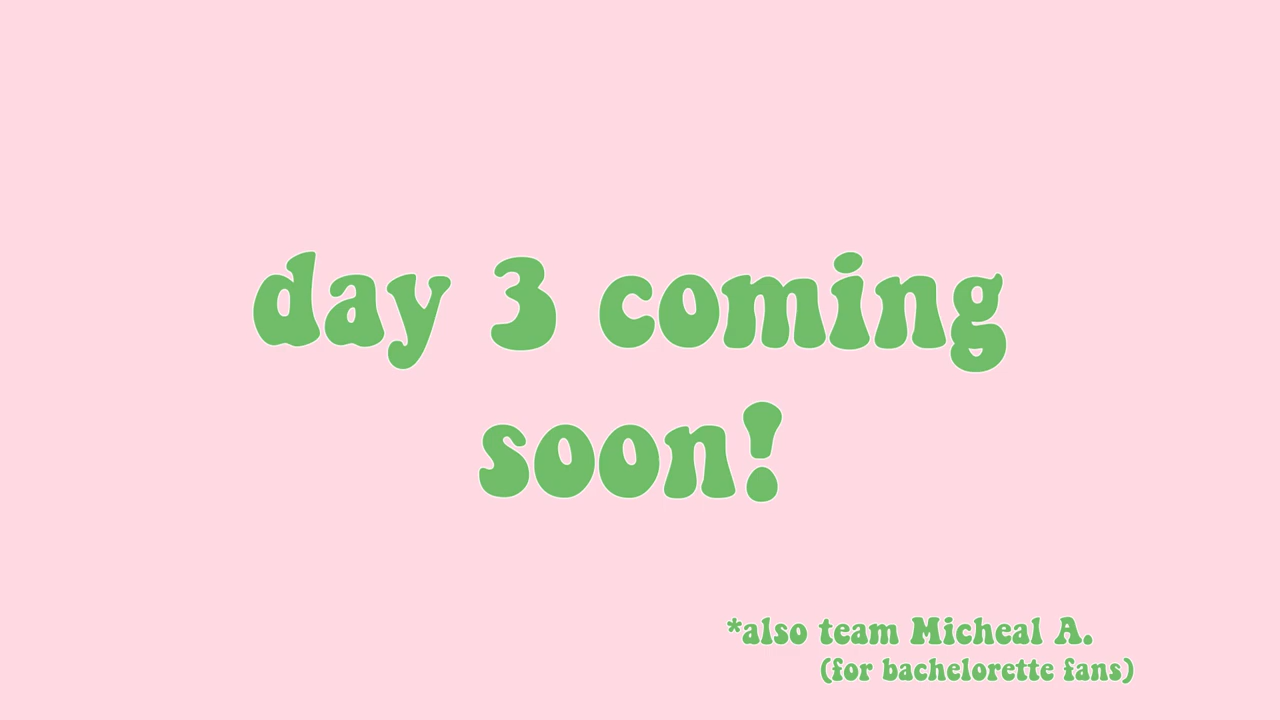 day 3 coming
soon!
*also team Micheal A.
(for bachelorette fans)